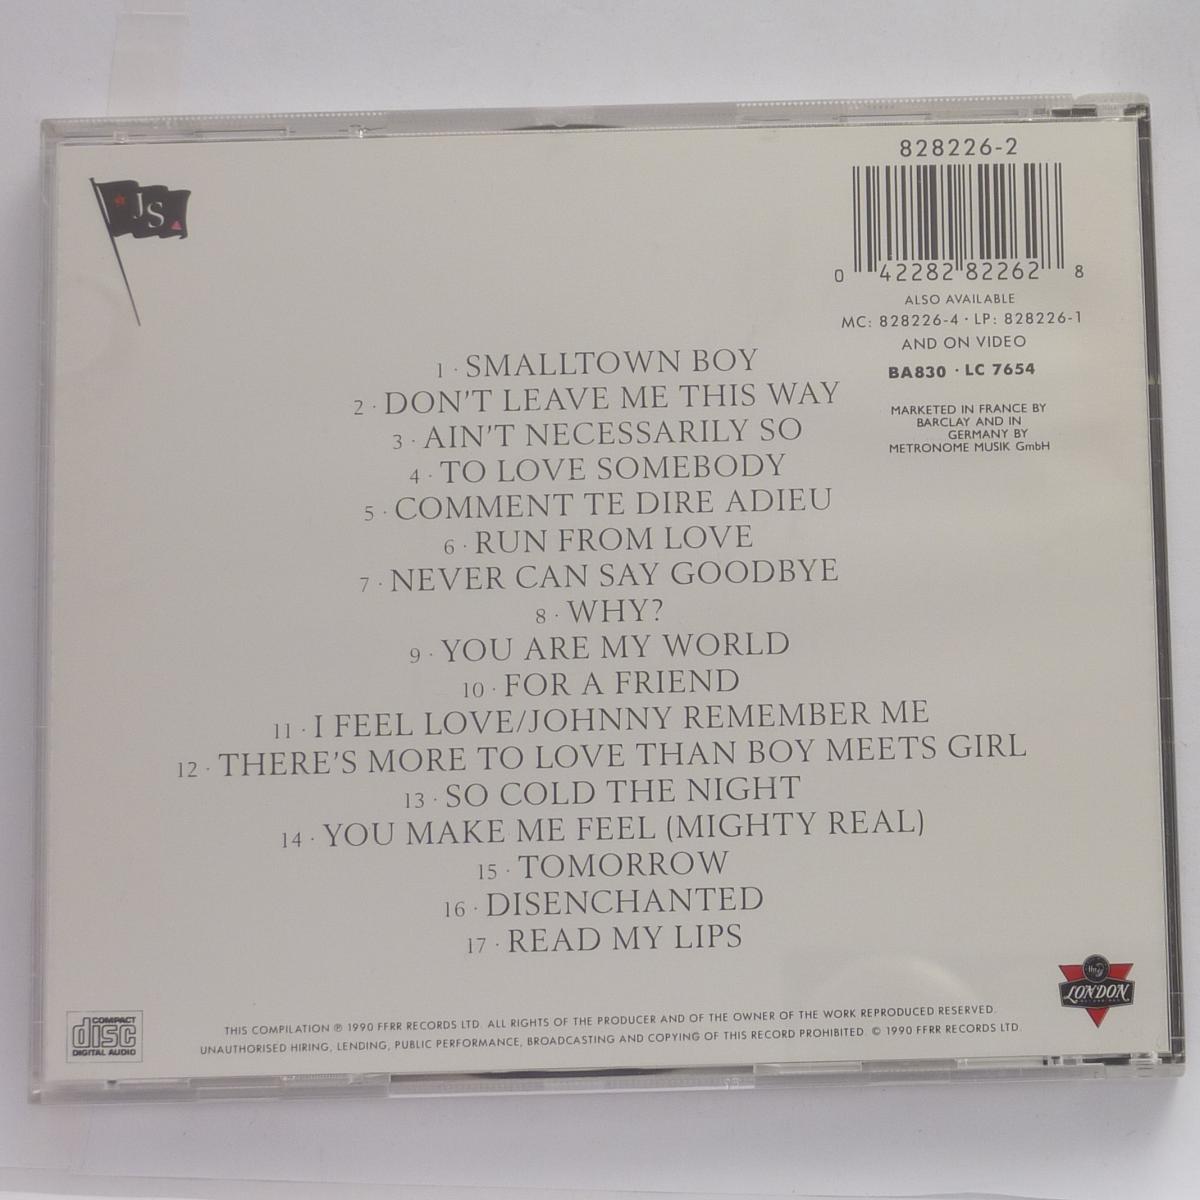 JS
828226-2
0 42282 82262 8
ALSO AVAILABLE
MC: 828226-4 · LP: 828226-1
AND ON VIDEO
BA830 · LC 7654
MARKETED IN FRANCE BY
BARCLAY AND IN
GERMANY BY
METRONOME MUSIK GmbH
1 · SMALLTOWN BOY
2 · DON'T LEAVE ME THIS WAY
3 · AIN'T NECESSARILY SO
4 · TO LOVE SOMEBODY
5 · COMMENT TE DIRE ADIEU
6 · RUN FROM LOVE
7 · NEVER CAN SAY GOODBYE
8 · WHY?
9 · YOU ARE MY WORLD
10 · FOR A FRIEND
11 · I FEEL LOVE/JOHNNY REMEMBER ME
12 · THERE'S MORE TO LOVE THAN BOY MEETS GIRL
13 · SO COLD THE NIGHT
14 · YOU MAKE ME FEEL (MIGHTY REAL)
15 · TOMORROW
16 · DISENCHANTED
17 · READ MY LIPS
LONDON
COMPACT
disc
DIGITAL AUDIO
THIS COMPILATION ℗ 1990 FFRR RECORDS LTD. ALL RIGHTS OF THE PRODUCER AND OF THE OWNER OF THE WORK REPRODUCED RESERVED.
UNAUTHORISED HIRING, LENDING, PUBLIC PERFORMANCE, BROADCASTING AND COPYING OF THIS RECORD PROHIBITED. © 1990 FFRR RECORDS LTD.